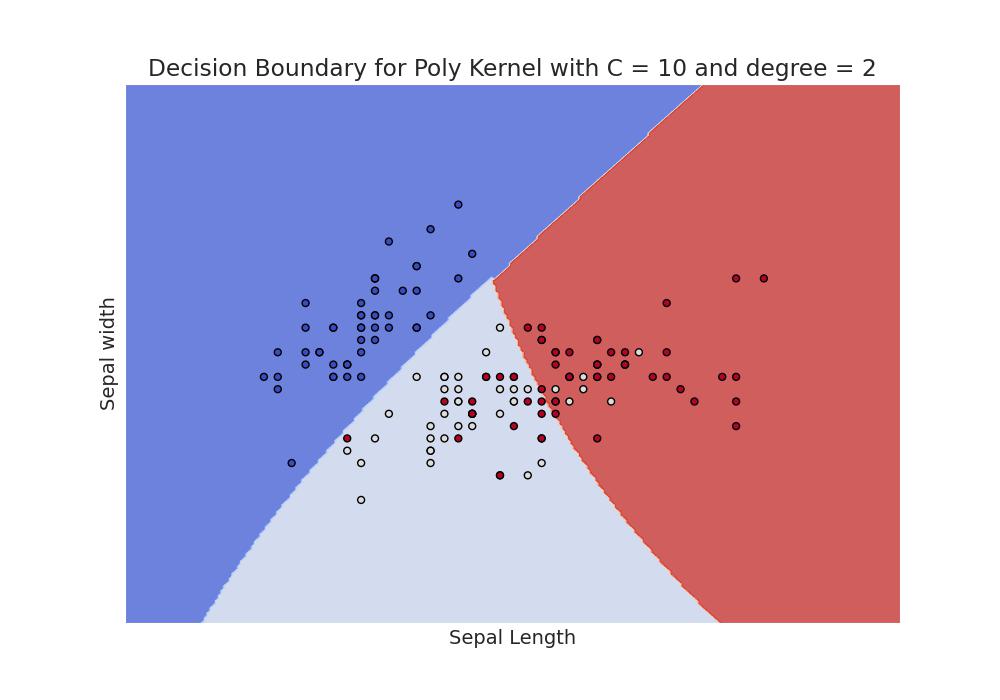 Decision Boundary for Poly Kernel with C = 10 and degree = 2
Sepal width
Sepal Length